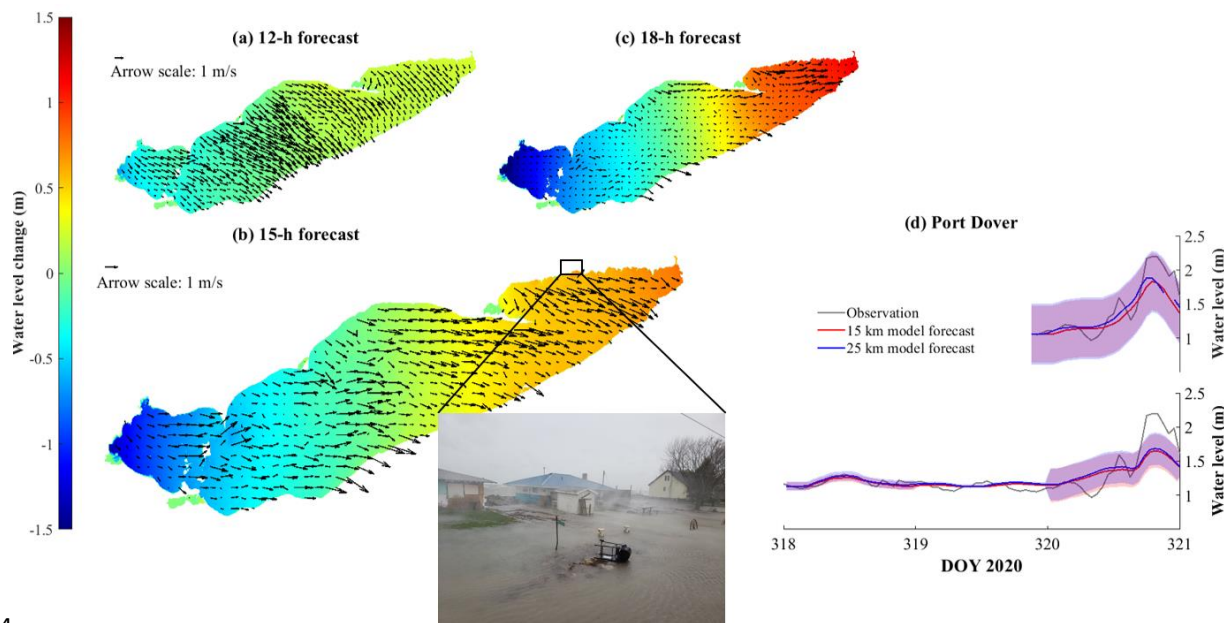 1.5
1
0.5
0
-0.5
-1
-1.5
Water level change (m)
(a) 12-h forecast
Arrow scale: 1 m/s
(c) 18-h forecast
(b) 15-h forecast
Arrow scale: 1 m/s
(d) Port Dover
Observation
15 km model forecast
25 km model forecast
2.5
2
1.5
1
Water level (m)
2.5
2
1.5
1
Water level (m)
318
319
320
321
DOY 2020